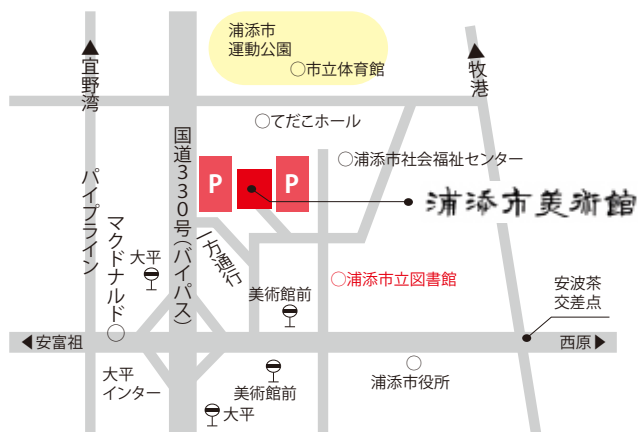 浦添市
運動公園
○市立体育館
▲宜野湾
▲牧港
○てだこホール
国道330号(バイパス)
○浦添市社会福祉センター
P
P
浦添市美術館
パイプライン
マクドナルド
一方通行
大平
○浦添市立図書館
美術館前
安波茶
交差点
◀安富祖
西原▶
大平
インター
美術館前
浦添市役所
大平